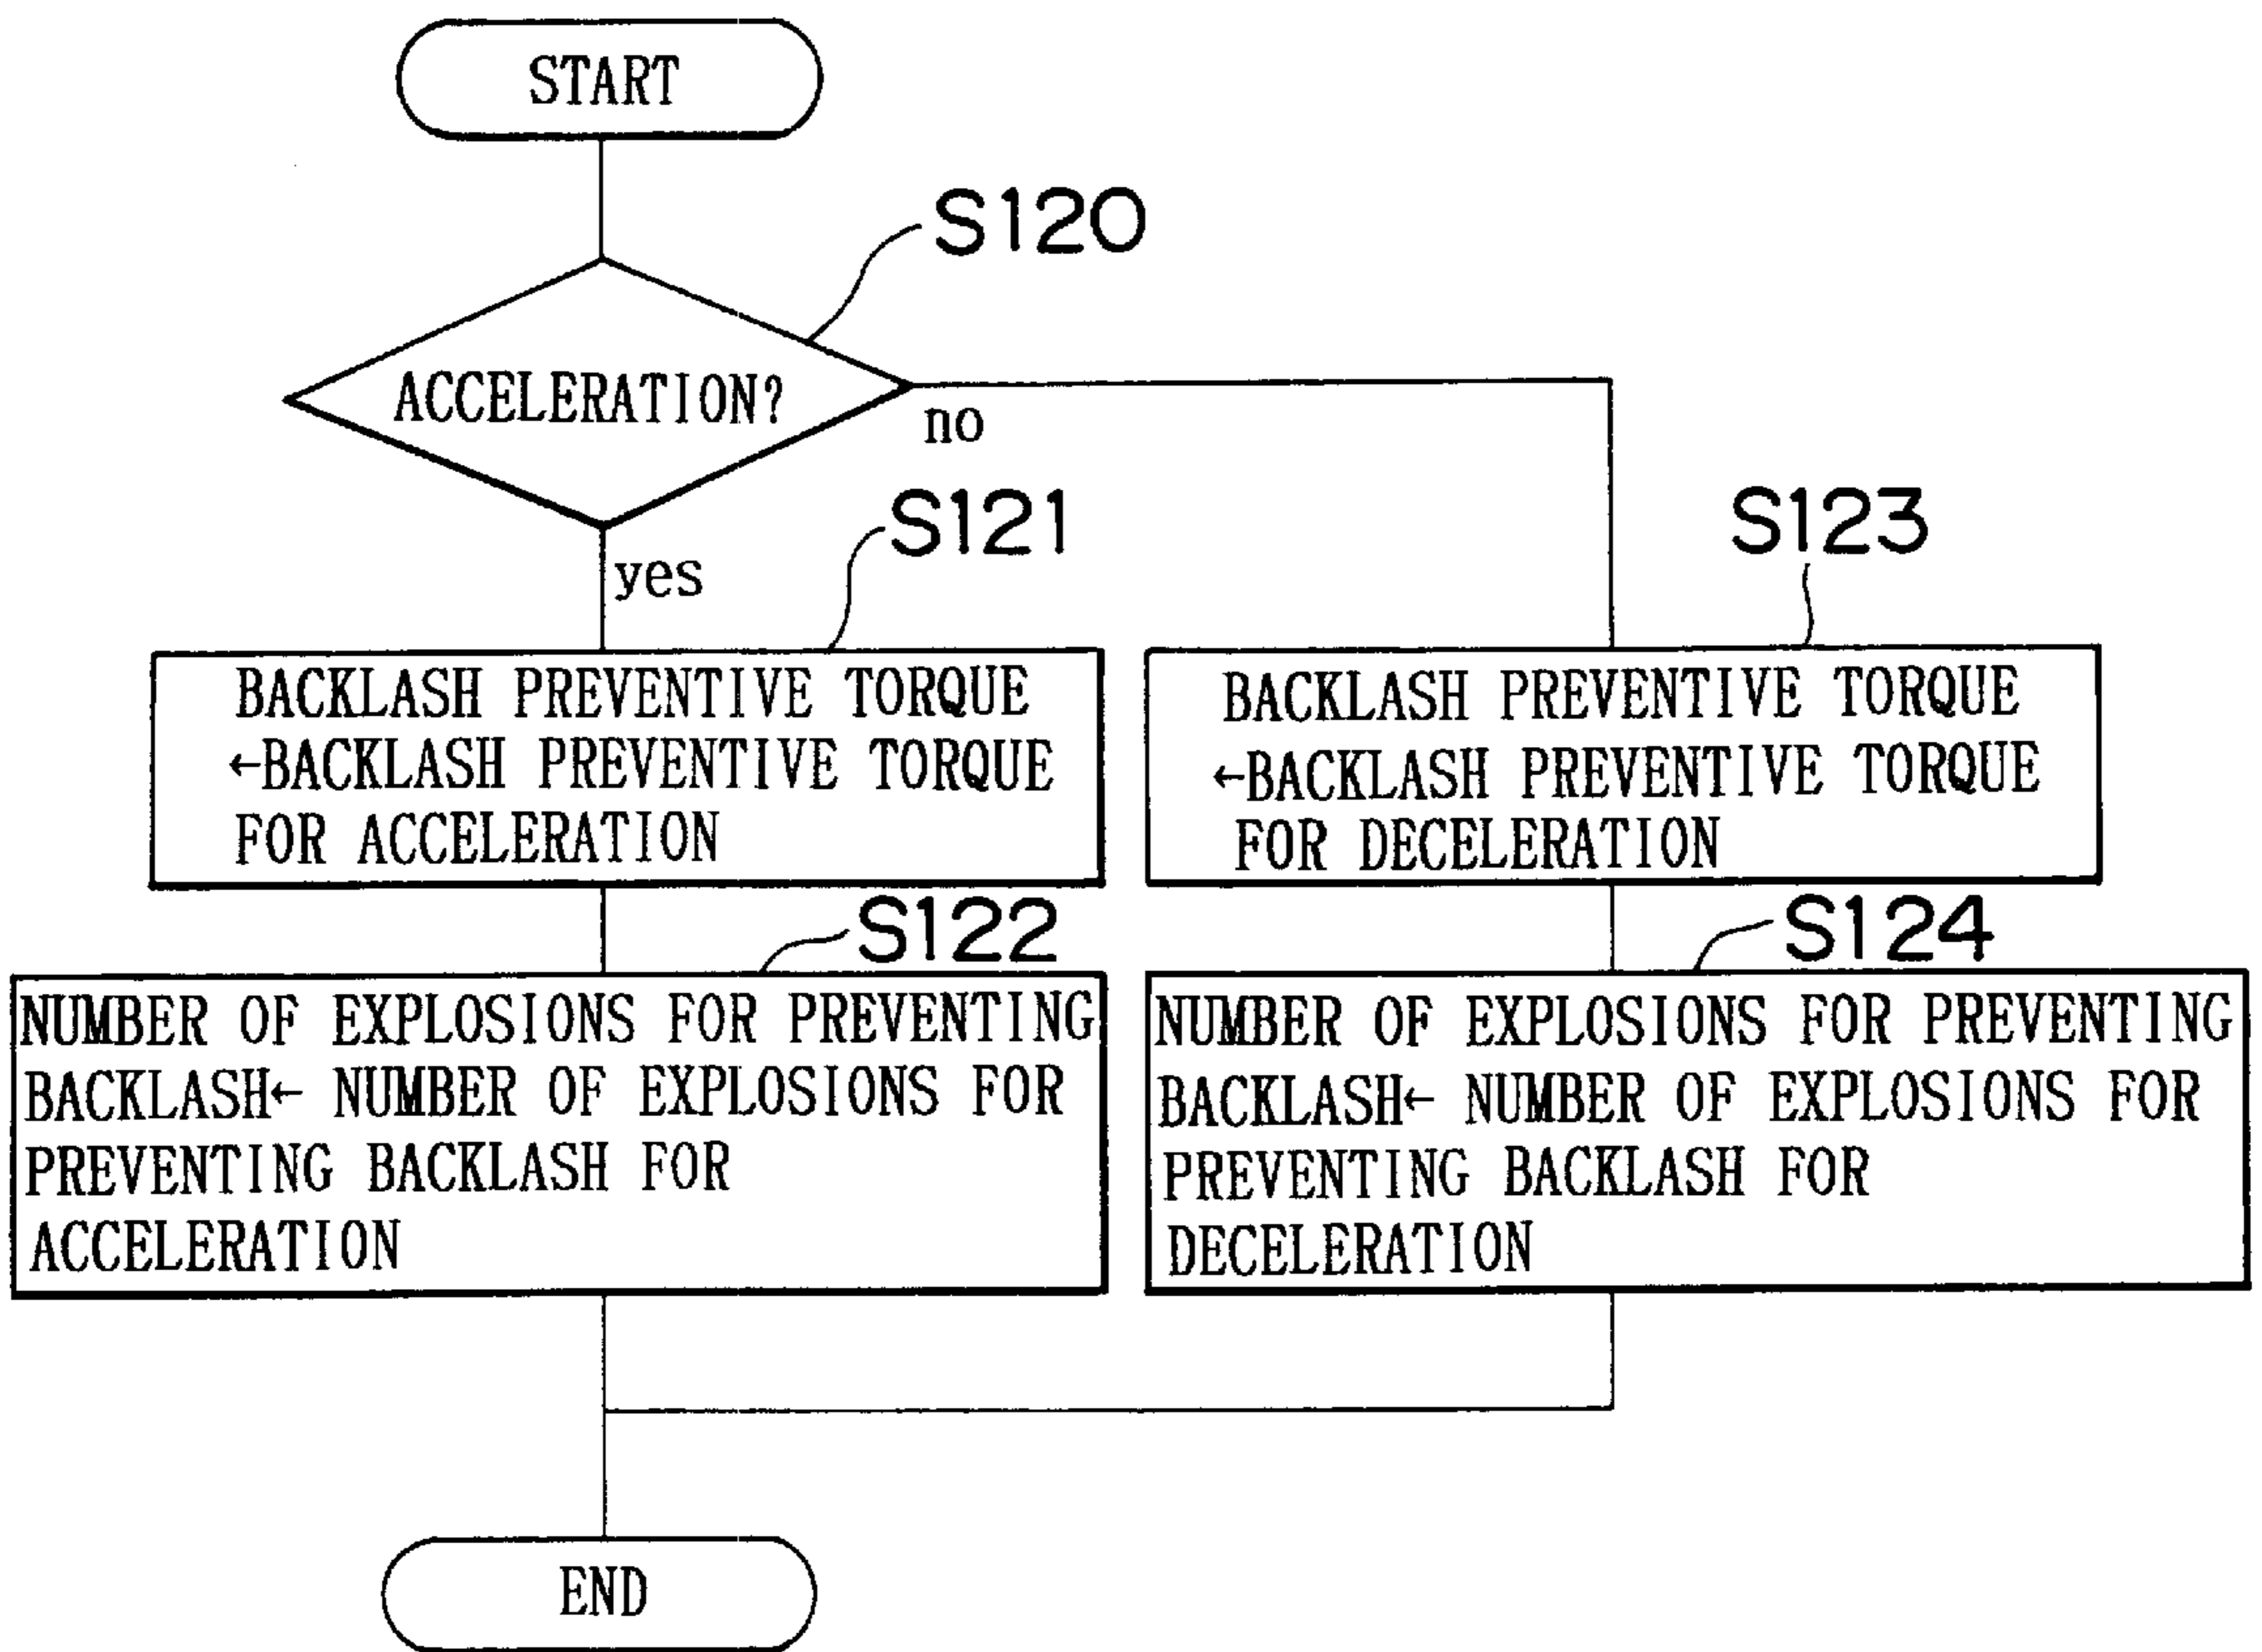 START
S120
ACCELERATION?
no
yes
S121
S123
BACKLASH PREVENTIVE TORQUE
←BACKLASH PREVENTIVE TORQUE
FOR ACCELERATION
BACKLASH PREVENTIVE TORQUE
←BACKLASH PREVENTIVE TORQUE
FOR DECELERATION
S122
S124
NUMBER OF EXPLOSIONS FOR PREVENTING
BACKLASH← NUMBER OF EXPLOSIONS FOR
PREVENTING BACKLASH FOR
ACCELERATION
NUMBER OF EXPLOSIONS FOR PREVENTING
BACKLASH← NUMBER OF EXPLOSIONS FOR
PREVENTING BACKLASH FOR
DECELERATION
END